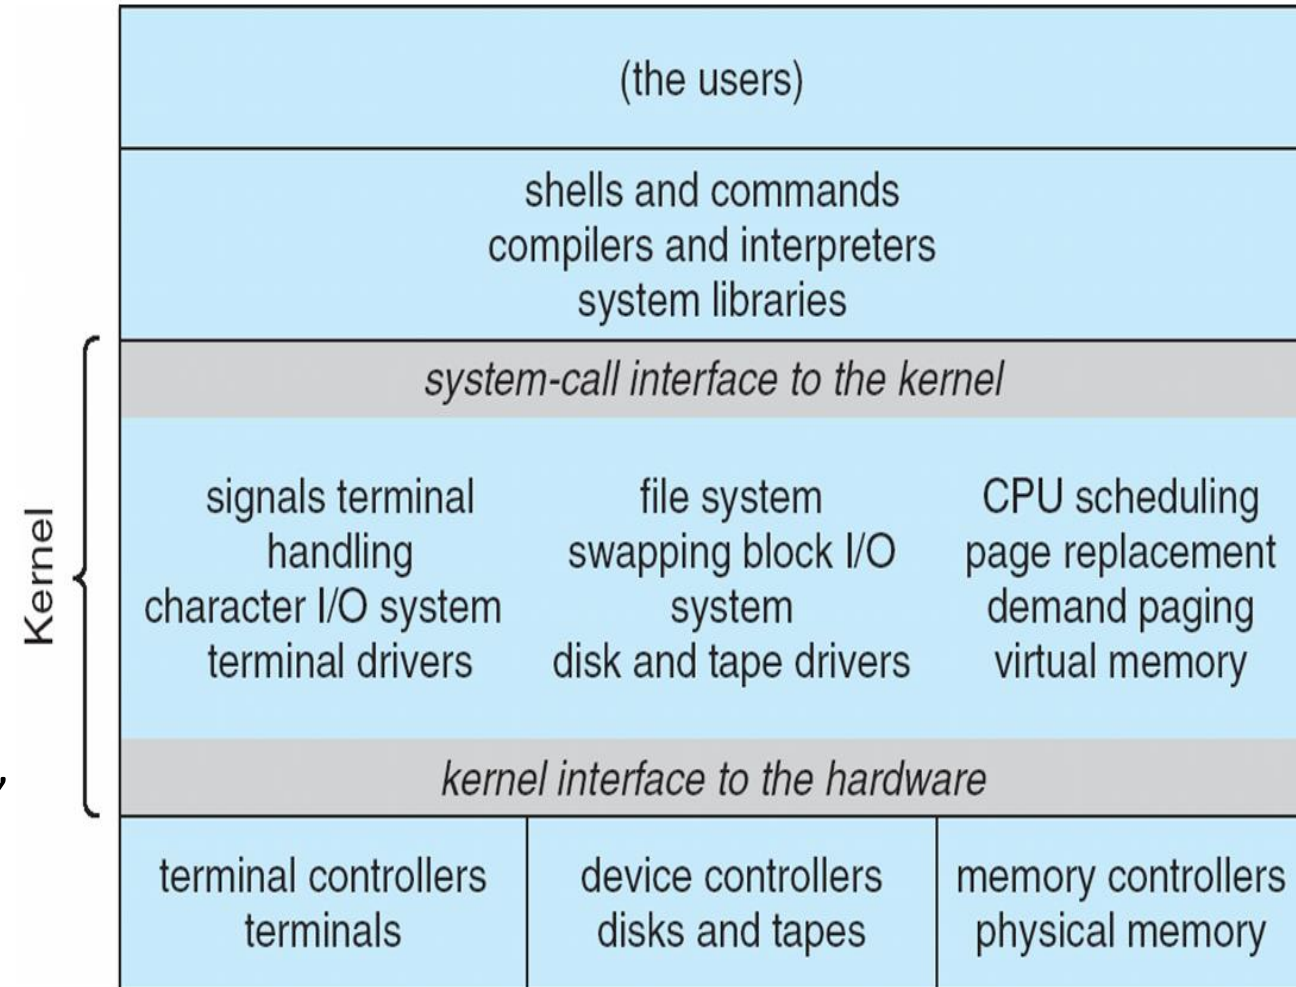 (the users)
shells and commands
compilers and interpreters
system libraries
system-call interface to the kernel
Kernel
signals terminal
handling
character I/O system
terminal drivers
file system
swapping block I/O
system
disk and tape drivers
CPU scheduling
page replacement
demand paging
virtual memory
kernel interface to the hardware
,
terminal controllers
terminals
device controllers
disks and tapes
memory controllers
physical memory